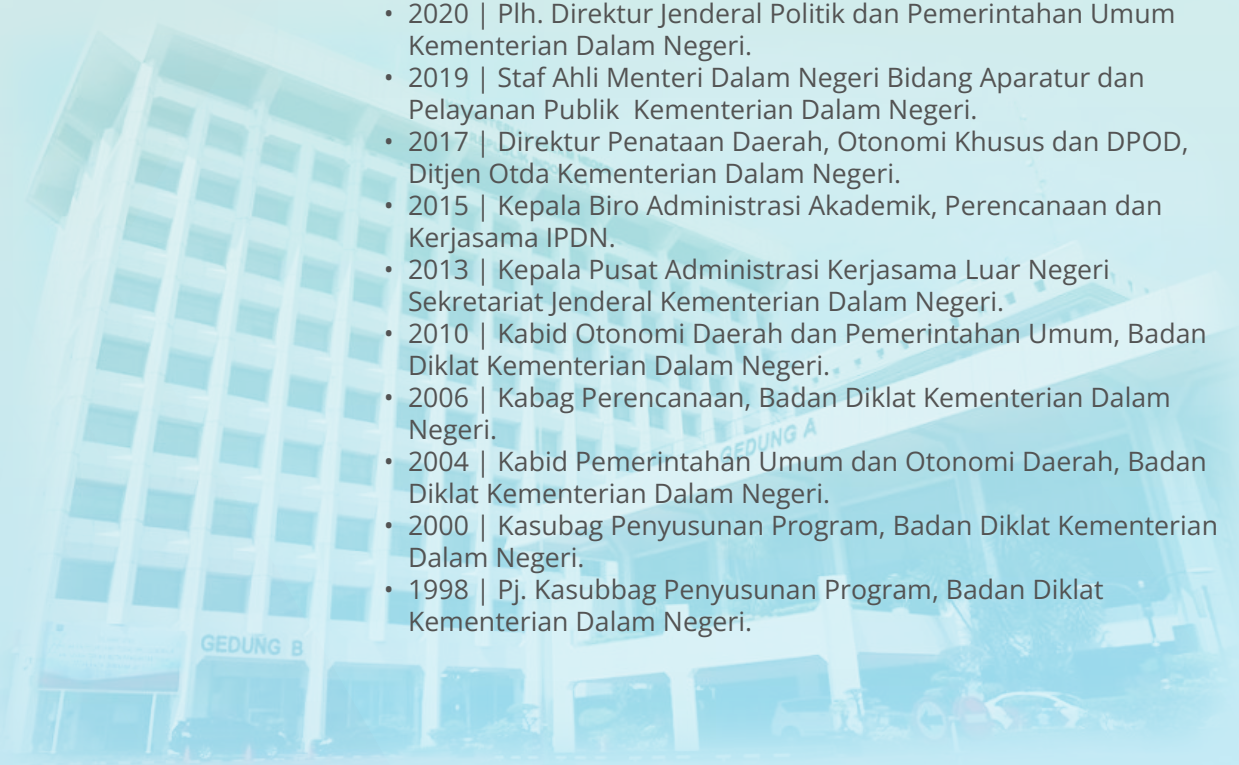 • 2020 | Plh. Direktur Jenderal Politik dan Pemerintahan Umum
Kementerian Dalam Negeri.
• 2019 | Staf Ahli Menteri Dalam Negeri Bidang Aparatur dan
Pelayanan Publik  Kementerian Dalam Negeri.
• 2017 | Direktur Penataan Daerah, Otonomi Khusus dan DPOD,
Ditjen Otda Kementerian Dalam Negeri.
• 2015 | Kepala Biro Administrasi Akademik, Perencanaan dan
Kerjasama IPDN.
• 2013 | Kepala Pusat Administrasi Kerjasama Luar Negeri
Sekretariat Jenderal Kementerian Dalam Negeri.
• 2010 | Kabid Otonomi Daerah dan Pemerintahan Umum, Badan
Diklat Kementerian Dalam Negeri.
• 2006 | Kabag Perencanaan, Badan Diklat Kementerian Dalam
Negeri.
• 2004 | Kabid Pemerintahan Umum dan Otonomi Daerah, Badan
Diklat Kementerian Dalam Negeri.
• 2000 | Kasubag Penyusunan Program, Badan Diklat Kementerian
Dalam Negeri.
• 1998 | Pj. Kasubbag Penyusunan Program, Badan Diklat
Kementerian Dalam Negeri.
GEDUNG A
GEDUNG B